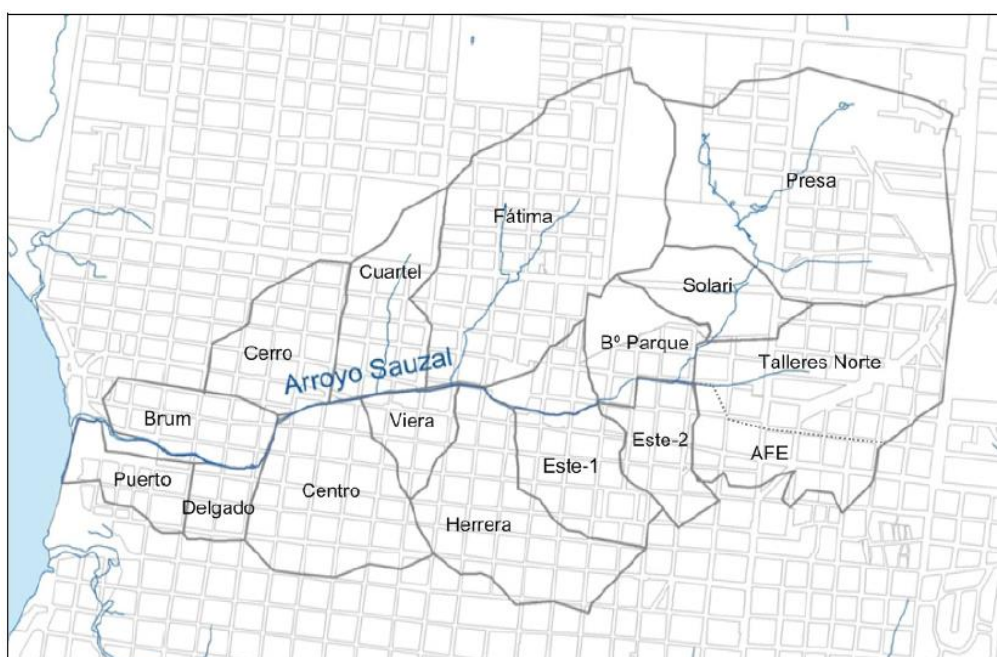 Presa
Fátima
Cuartel
Solari
Cerro
Bº Parque
Talleres Norte
Arroyo Sauzal
Brum
Viera
Este-2
AFE
Este-1
Puerto
Centro
Delgado
Herrera